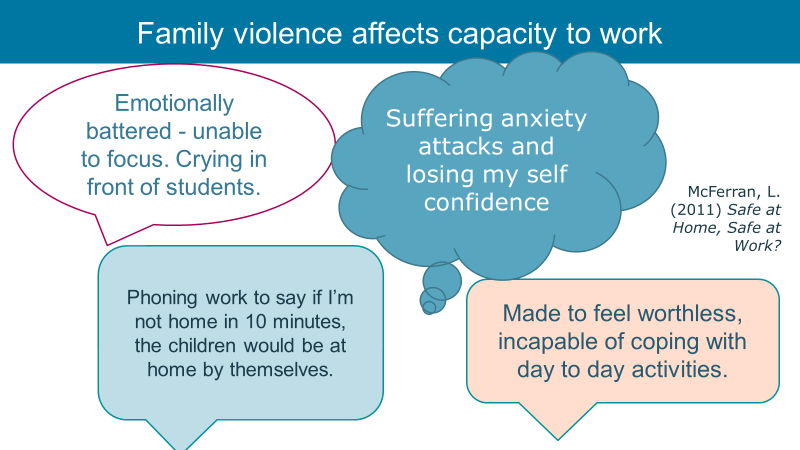 Family violence affects capacity to work
Emotionally
battered - unable
to focus. Crying in
front of students.
Suffering anxiety
attacks and
losing my self
confidence
McFerran, L.
(2011) Safe at
Home, Safe at
Work?
Phoning work to say if I’m
not home in 10 minutes,
the children would be at
home by themselves.
Made to feel worthless,
incapable of coping with
day to day activities.